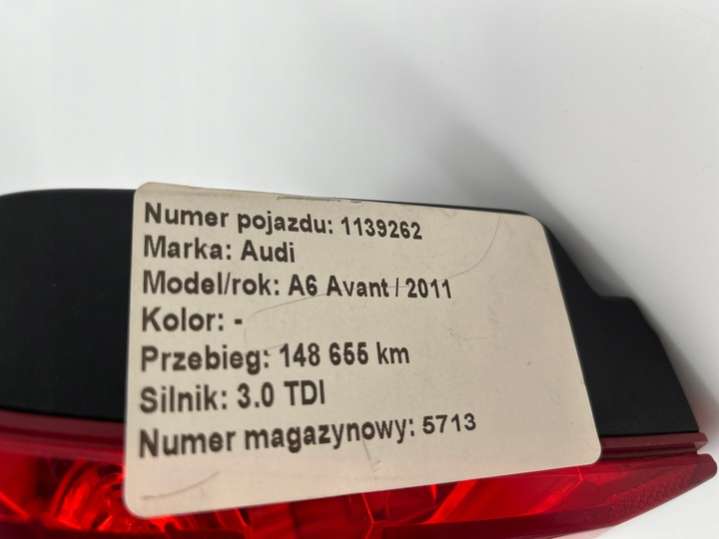 Numer pojazdu: 1139262
Marka: Audi
Model/rok: A6 Avant / 2011
Kolor: -
Przebieg: 148 655 km
Silnik: 3.0 TDI
Numer magazynowy: 5713